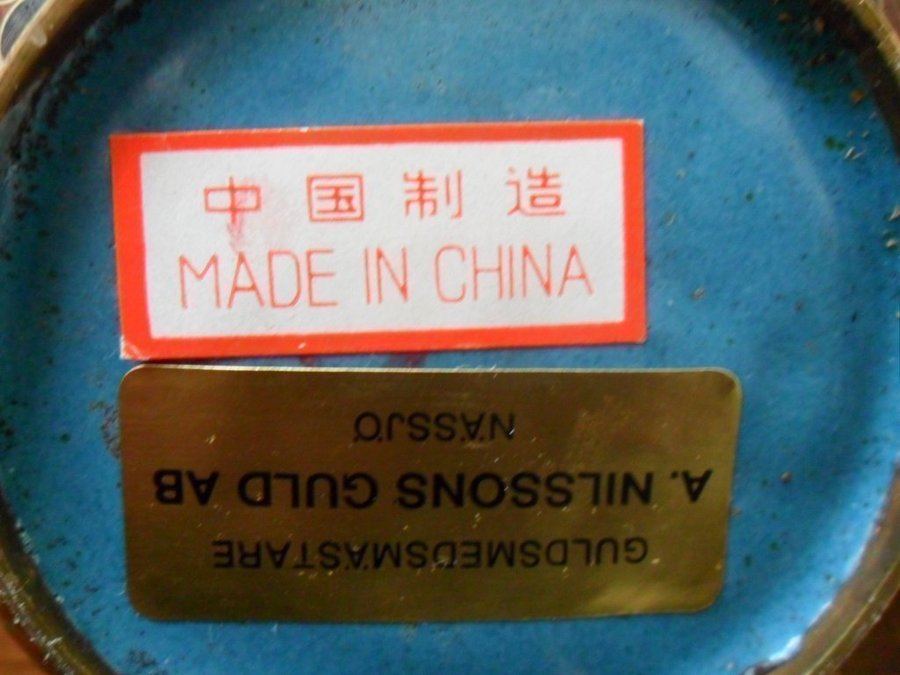 中国制造
MADE IN CHINA
GULDSMEDSMÄSTARE
A. NILSSONS GULD AB
NÄSSJÖ